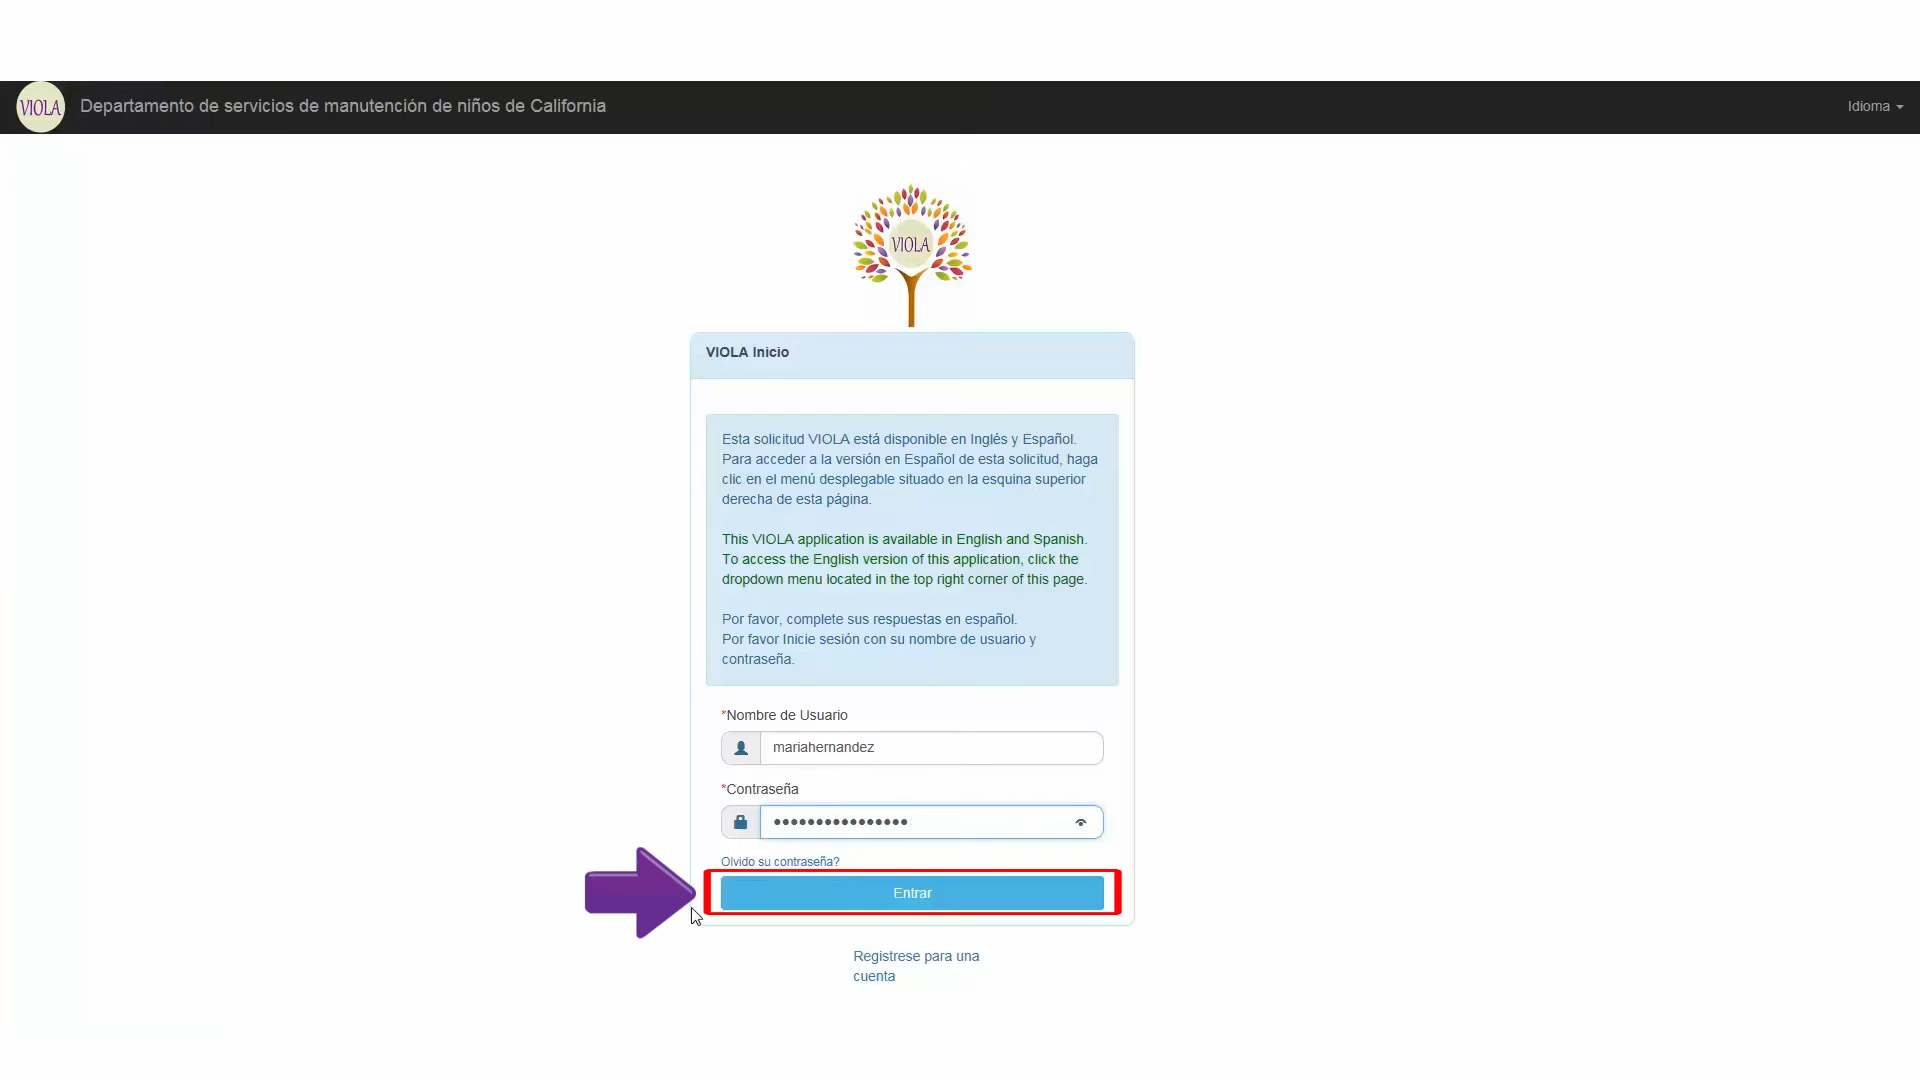 VIOLA
Departamento de servicios de manutención de niños de California
Idioma
VIOLA
VIOLA Inicio
Esta solicitud VIOLA está disponible en Inglés y Español.
Para acceder a la versión en Español de esta solicitud, haga
clic en el menú desplegable situado en la esquina superior
derecha de esta página.
This VIOLA application is available in English and Spanish.
To access the English version of this application, click the
dropdown menu located in the top right corner of this page.
Por favor, complete sus respuestas en español.
Por favor Inicie sesión con su nombre de usuario y
contraseña.
*Nombre de Usuario
mariahernandez
*Contraseña
••••••••••••••••
Olvido su contraseña?
Entrar
Registrese para una
cuenta